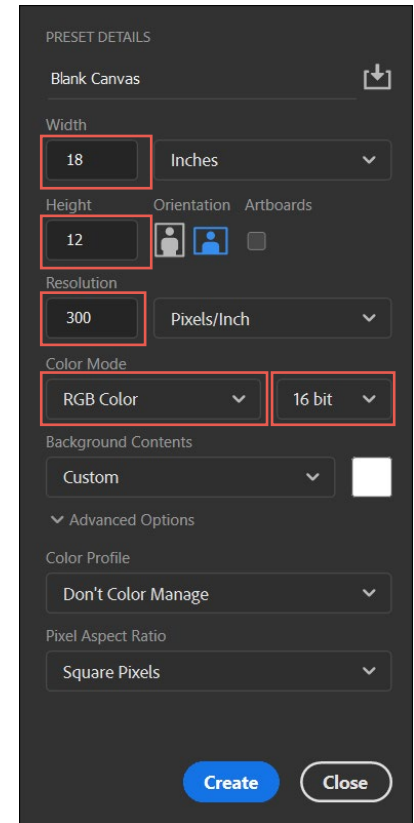 PRESET DETAILS
Blank Canvas
Width
18 Inches
Height Orientation Artboards
12
Resolution
300 Pixels/Inch
Color Mode
RGB Color 16 bit
Background Contents
Custom
Advanced Options
Color Profile
Don't Color Manage
Pixel Aspect Ratio
Square Pixels
Create Close